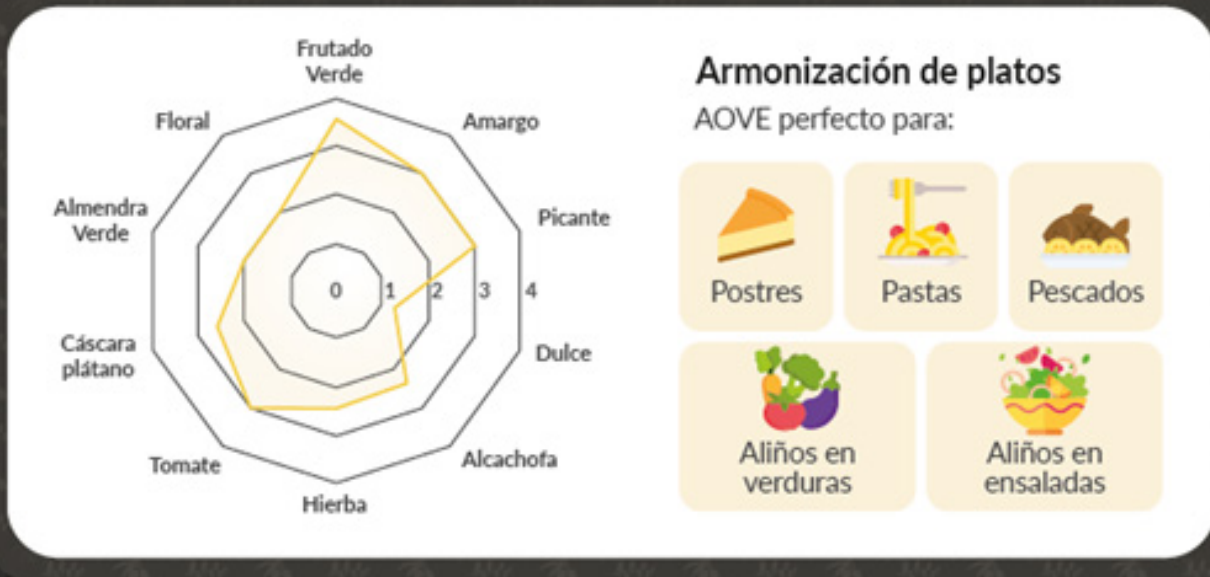 Frutado
Verde
Floral
Amargo
Almendra
Verde
Picante
0 1 2 3 4
Cáscara
plátano
Dulce
Tomate
Alcachofa
Hierba
Armonización de platos
AOVE perfecto para:
Postres
Pastas
Pescados
Aliños en
verduras
Aliños en
ensaladas